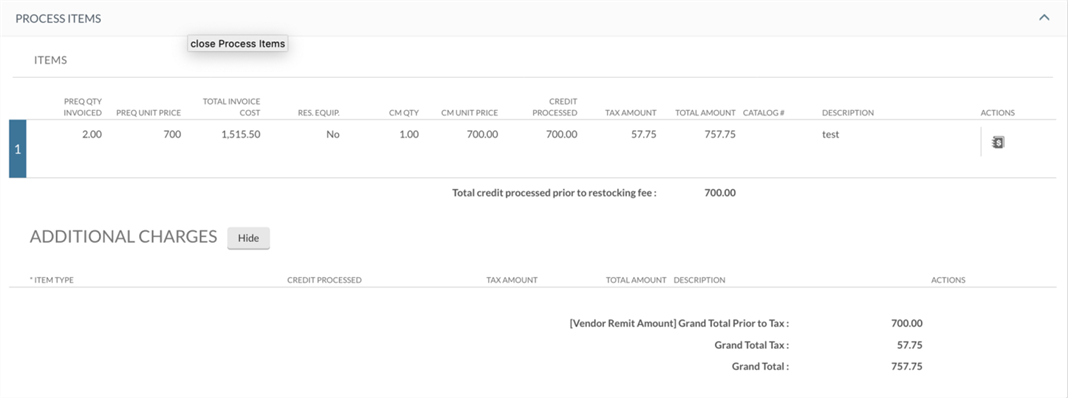 PROCESS ITEMS
close Process Items
ITEMS
PREQ QTY INVOICED PREQ UNIT PRICE TOTAL INVOICE COST RES. EQUIP. CM QTY CM UNIT PRICE CREDIT PROCESSED TAX AMOUNT TOTAL AMOUNT CATALOG # DESCRIPTION ACTIONS
1 2.00 700 1,515.50 No 1.00 700.00 700.00 57.75 757.75 test
Total credit processed prior to restocking fee : 700.00
ADDITIONAL CHARGES Hide
* ITEM TYPE CREDIT PROCESSED TAX AMOUNT TOTAL AMOUNT DESCRIPTION ACTIONS
[Vendor Remit Amount] Grand Total Prior to Tax : 700.00
Grand Total Tax : 57.75
Grand Total : 757.75